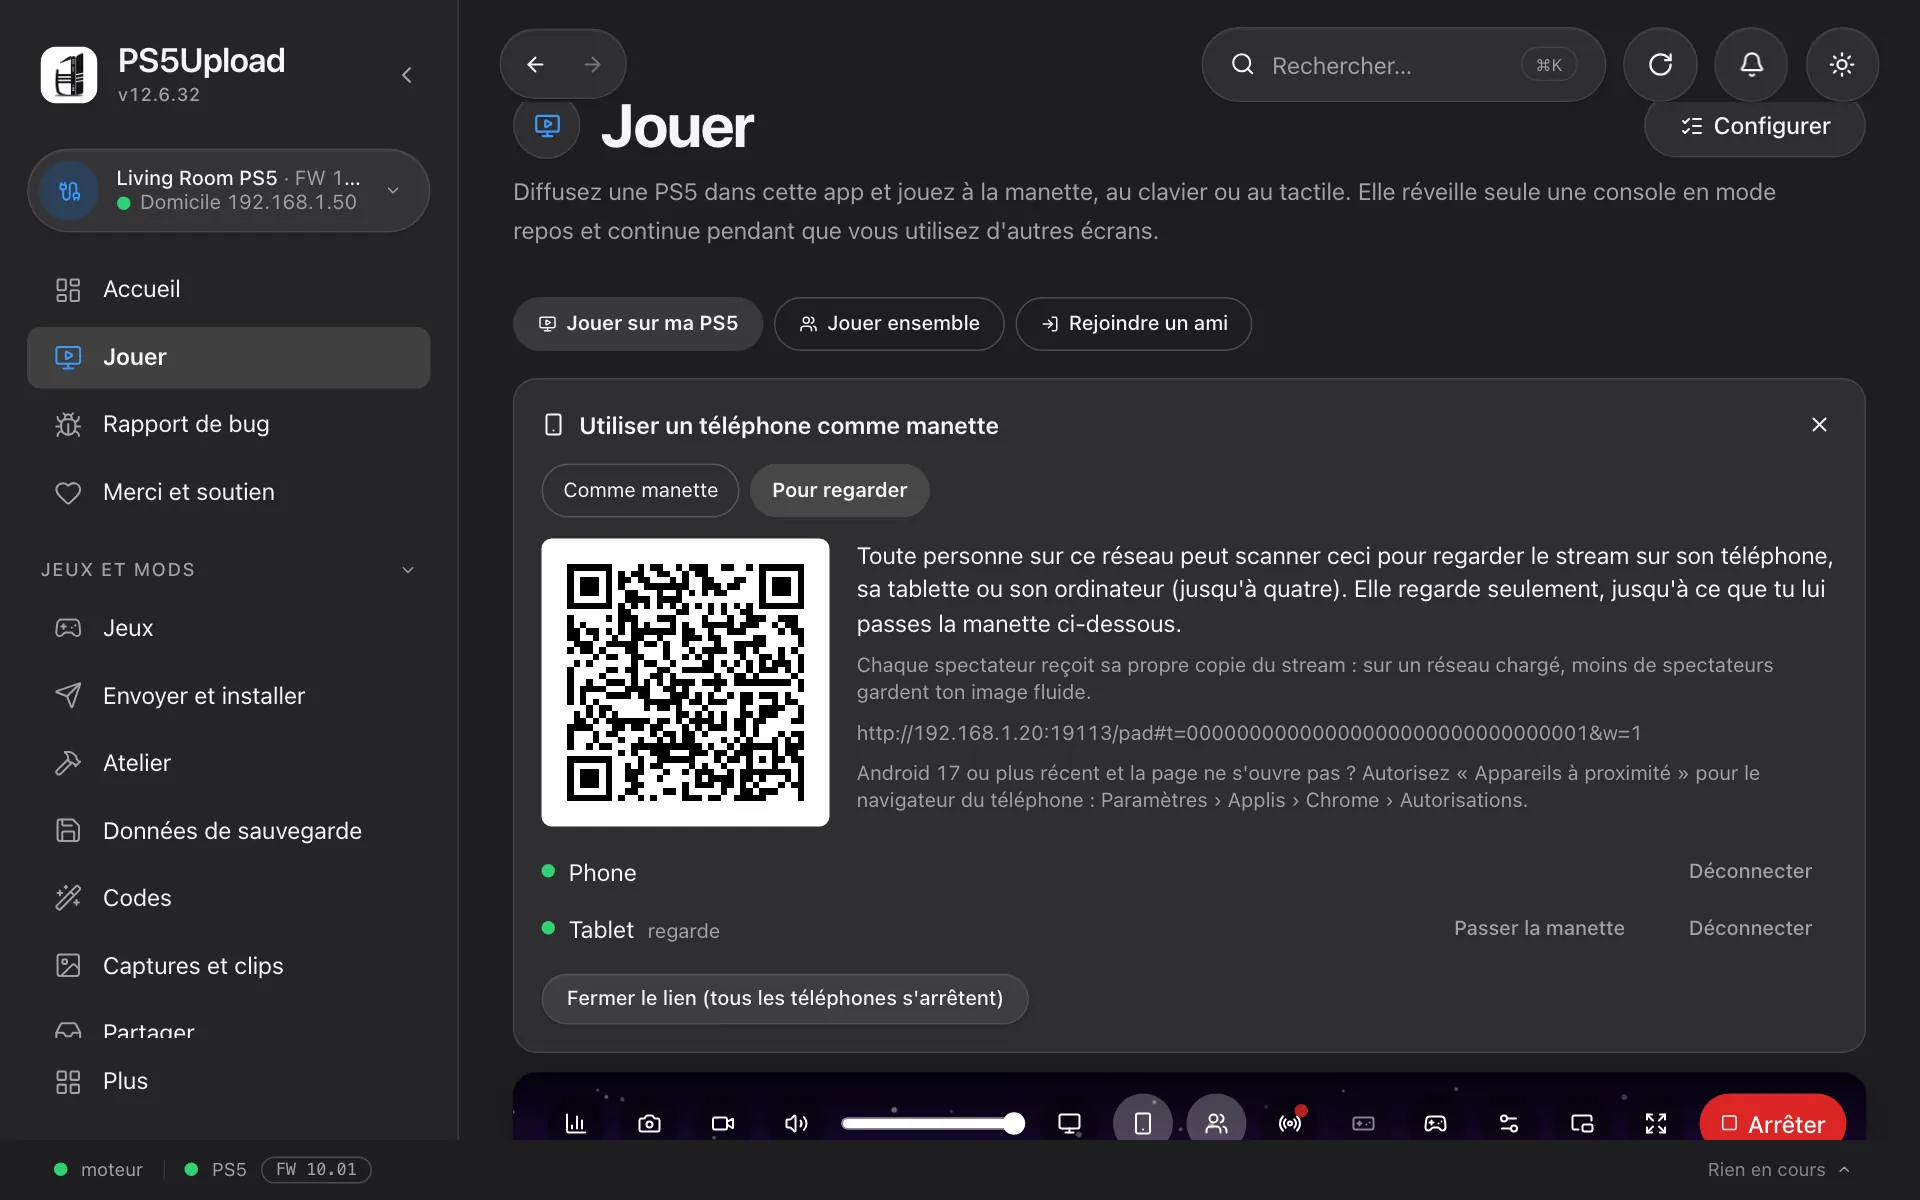 PS5Upload
v12.6.32
Living Room PS5 · FW 1...
Domicile 192.168.1.50
Accueil
Jouer
Rapport de bug
Merci et soutien
JEUX ET MODS
Jeux
Envoyer et installer
Atelier
Données de sauvegarde
Codes
Captures et clips
Partager
Plus
Rechercher...
⌘K
Jouer
Configurer
Diffusez une PS5 dans cette app et jouez à la manette, au clavier ou au tactile. Elle réveille seule une console en mode
repos et continue pendant que vous utilisez d'autres écrans.
Jouer sur ma PS5
Jouer ensemble
Rejoindre un ami
Utiliser un téléphone comme manette
Comme manette
Pour regarder
Toute personne sur ce réseau peut scanner ceci pour regarder le stream sur son téléphone,
sa tablette ou son ordinateur (jusqu'à quatre). Elle regarde seulement, jusqu'à ce que tu lui
passes la manette ci-dessous.
Chaque spectateur reçoit sa propre copie du stream : sur un réseau chargé, moins de spectateurs
gardent ton image fluide.
http://192.168.1.20:19113/pad#t=00000000000000000000000000000001&w=1
Android 17 ou plus récent et la page ne s'ouvre pas ? Autorisez « Appareils à proximité » pour le
navigateur du téléphone : Paramètres › Applis › Chrome › Autorisations.
Phone
Déconnecter
Tablet regarde
Passer la manette
Déconnecter
Fermer le lien (tous les téléphones s'arrêtent)
Arrêter
moteur
PS5
FW 10.01
Rien en cours